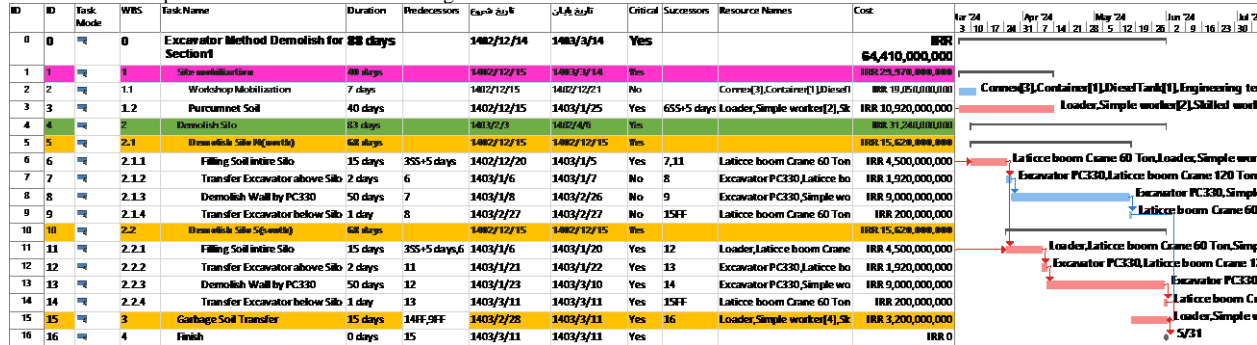 ID ID Task Mode WBS Task Name Duration Predecessors تاریخ شروع تاریخ پایان Critical Successors Resource Names Cost
Mar '24 Apr '24 May '24 Jun '24 Jul '2
3 10 17 24 31 7 14 21 28 5 12 19 26 2 9 16 23 30
0 0 0 Excavator Method Demolish for Section1 88 days 1402/12/14 1403/3/14 Yes IRR 64,410,000,000
1 1 1 Site mobiliaztion 40 days 1402/12/15 1403/3/14 Yes IRR 29,970,000,000
2 2 1.1 Workshop Mobilization 7 days 1402/12/15 1402/12/21 No Connex[3],Container[1],DieselT IRR 19,050,000,000 Connex[3],Container[1],DieselTank[1],Engineering te
3 3 1.2 Purcumnet Soil 40 days 1402/12/15 1403/1/25 Yes 6SS+5 days Loader,Simple worker[2],Sk IRR 10,920,000,000 Loader,Simple worker[2],Skilled work
4 4 2 Demolish Silo 83 days 1403/2/3 1402/4/6 Yes IRR 31,240,000,000
5 5 2.1 Demolish Silo N(north) 68 days 1402/12/15 1402/12/15 Yes IRR 15,620,000,000
6 6 2.1.1 Filling Soil intire Silo 15 days 3SS+5 days 1402/12/20 1403/1/5 Yes 7,11 Laticce boom Crane 60 Ton IRR 4,500,000,000 Laticce boom Crane 60 Ton,Loader,Simple wor
7 7 2.1.2 Transfer Excavator above Silo 2 days 6 1403/1/6 1403/1/7 No 8 Excavator PC330,Laticce bo IRR 1,920,000,000 Excavator PC330,Laticce boom Crane 120 Ton
8 8 2.1.3 Demolish Wall by PC330 50 days 7 1403/1/8 1403/2/26 No 9 Excavator PC330,Simple wo IRR 9,000,000,000 Excavator PC330,Simpl
9 9 2.1.4 Transfer Excavator below Silo 1 day 8 1403/2/27 1403/2/27 No 15FF Laticce boom Crane 60 Ton IRR 200,000,000 Laticce boom Crane 60
10 10 2.2 Demolish Silo S(south) 68 days 1402/12/15 1402/12/15 Yes IRR 15,620,000,000
11 11 2.2.1 Filling Soil intire Silo 15 days 3SS+5 days,6 1403/1/6 1403/1/20 Yes 12 Loader,Laticce boom Crane IRR 4,500,000,000 Loader,Laticce boom Crane 60 Ton,Simp
12 12 2.2.2 Transfer Excavator above Silo 2 days 11 1403/1/21 1403/1/22 Yes 13 Excavator PC330,Laticce bo IRR 1,920,000,000 Excavator PC330,Laticce boom Crane 12
13 13 2.2.3 Demolish Wall by PC330 50 days 12 1403/1/23 1403/3/10 Yes 14 Excavator PC330,Simple wo IRR 9,000,000,000 Excavator PC330
14 14 2.2.4 Transfer Excavator below Silo 1 day 13 1403/3/11 1403/3/11 Yes 15FF Laticce boom Crane 60 Ton IRR 200,000,000 Laticce boom Cr
15 15 3 Garbage Soil Transfer 15 days 14FF,9FF 1403/2/28 1403/3/11 Yes 16 Loader,Simple worker[4],Sk IRR 3,200,000,000 Loader,Simple w
16 16 4 Finish 0 days 15 1403/3/11 1403/3/11 Yes IRR 0 5/31